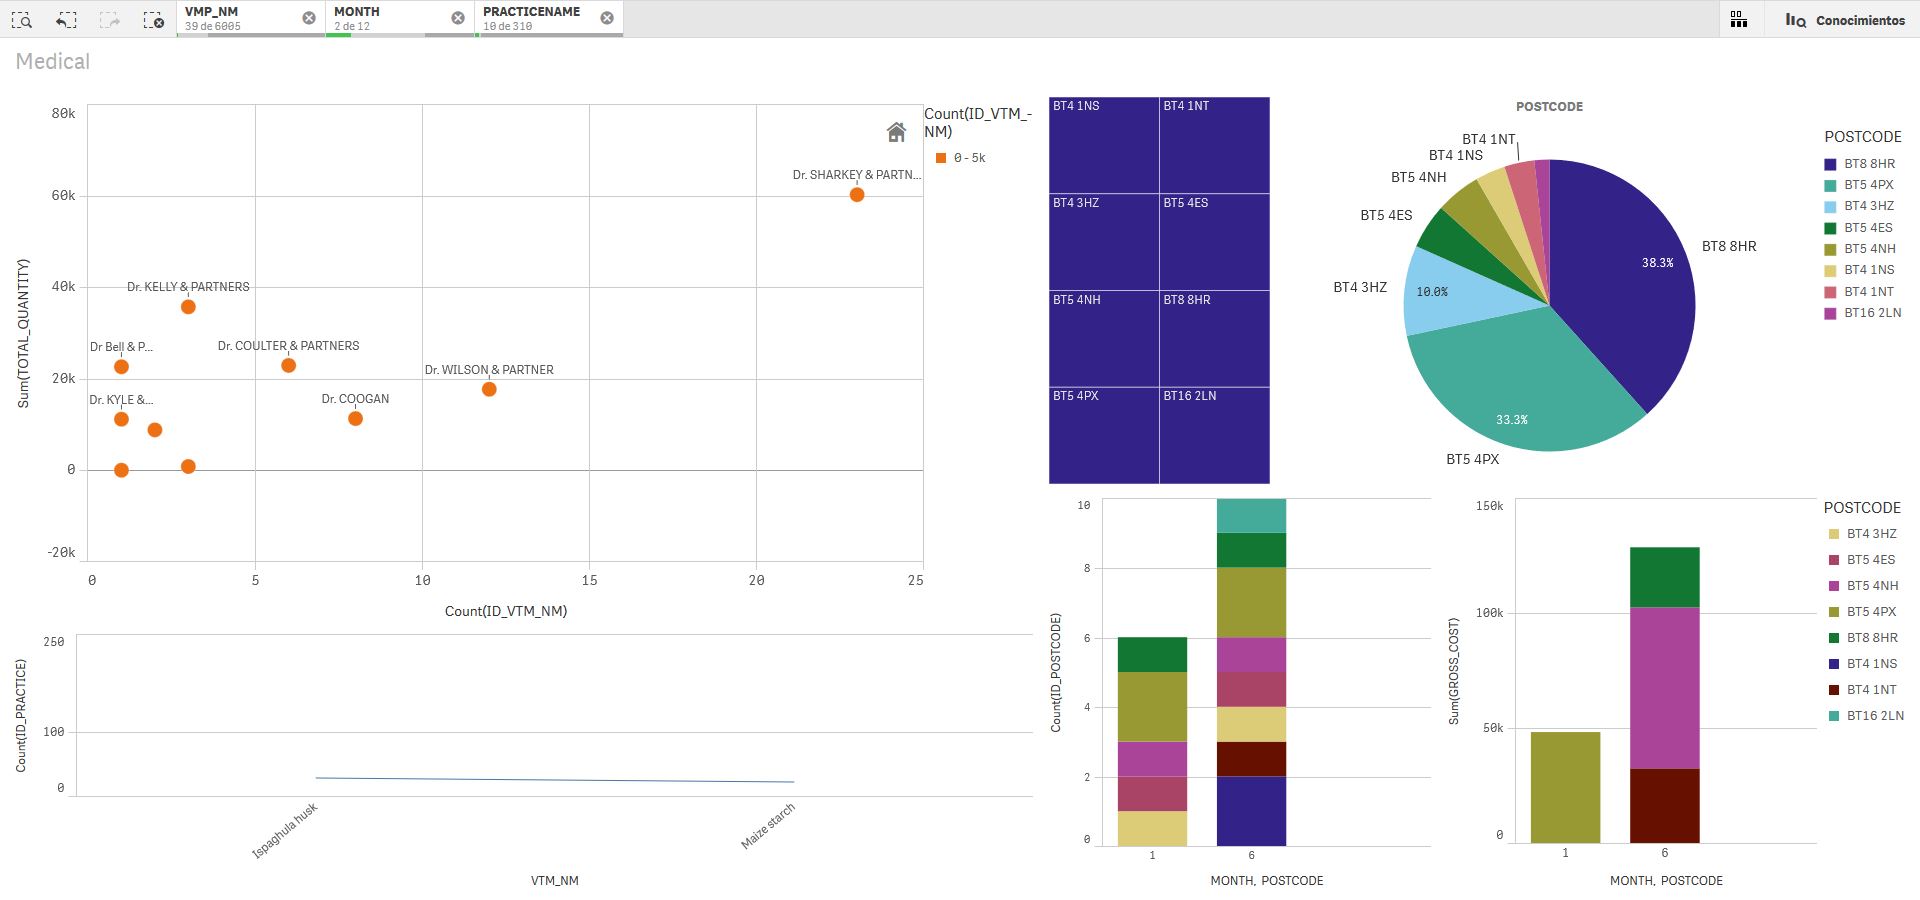 VMP_NM
39 de 6005
MONTH
2 de 12
PRACTICENAME
10 de 310
Conocimientos
Medical
80k
60k
40k
20k
0
-20k
Sum(TOTAL_QUANTITY)
Dr. SHARKEY & PARTN...
Dr. KELLY & PARTNERS
Dr Bell & P...
Dr. COULTER & PARTNERS
Dr. WILSON & PARTNER
Dr. KYLE &...
Dr. COOGAN
0
5
10
15
20
25
Count(ID_VTM_NM)
Count(ID_VTM_-
NM)
0 - 5k
BT4 1NS
BT4 1NT
BT4 3HZ
BT5 4ES
BT5 4NH
BT8 8HR
BT5 4PX
BT16 2LN
POSTCODE
BT4 1NT
BT4 1NS
BT5 4NH
BT5 4ES
BT4 3HZ
BT5 4PX
BT8 8HR
38.3%
10.0%
33.3%
POSTCODE
BT8 8HR
BT5 4PX
BT4 3HZ
BT5 4ES
BT5 4NH
BT4 1NS
BT4 1NT
BT16 2LN
250
100
0
Count(ID_PRACTICE)
Ispaghula husk
Maize starch
VTM_NM
10
8
6
4
2
0
Count(ID_POSTCODE)
1
6
MONTH, POSTCODE
150k
100k
50k
0
Sum(GROSS_COST)
1
6
MONTH, POSTCODE
POSTCODE
BT4 3HZ
BT5 4ES
BT5 4NH
BT5 4PX
BT8 8HR
BT4 1NS
BT4 1NT
BT16 2LN